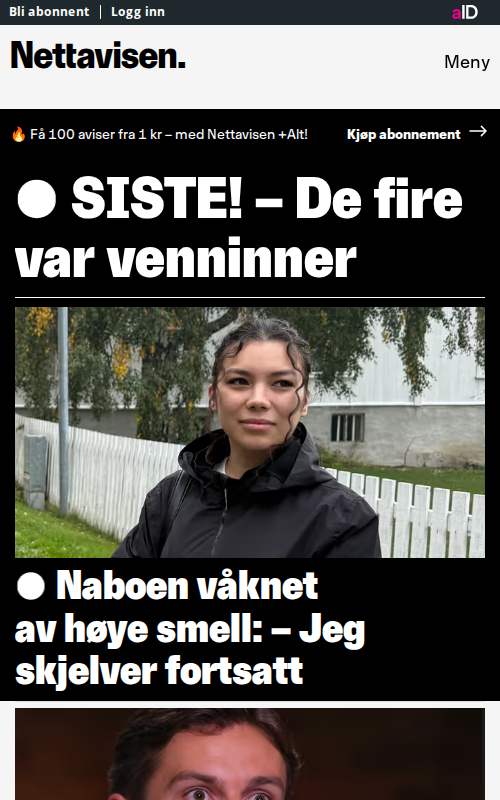 Bli abonnent | Logg inn
aID
Nettavisen.
Meny
🔥 Få 100 aviser fra 1 kr – med Nettavisen +Alt!
Kjøp abonnement →
● SISTE! – De fire
var venninner
● Naboen våknet
av høye smell: – Jeg
skjelver fortsatt